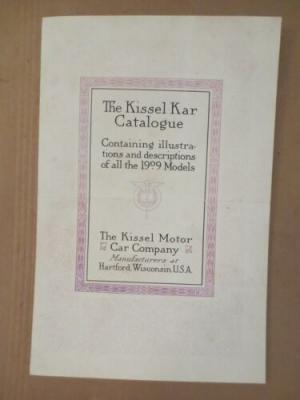 The Kissel Kar
Catalogue
Containing illustra-
tions and descriptions
of all the 1909 Models
The Kissel Motor
Car Company
Manufacturers at
Hartford, Wisconsin. U.S.A.